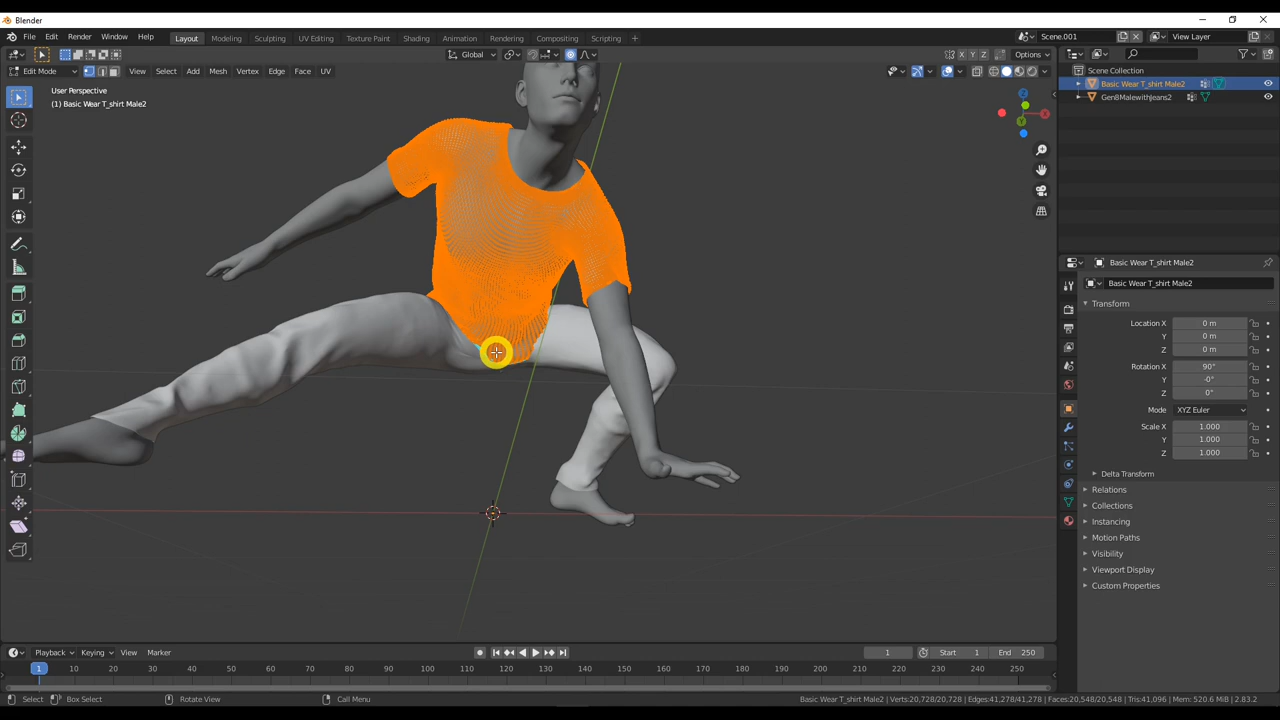 Blender
File Edit Render Window Help Layout Modeling Sculpting UV Editing Texture Paint Shading Animation Rendering Compositing Scripting + Scene.001 View Layer
Global X Y Z Options
Edit Mode View Select Add Mesh Vertex Edge Face UV
User Perspective
(1) Basic Wear T_shirt Male2
Scene Collection
Basic Wear T_shirt Male2
Gen8MalewithJeans2
Z
Basic Wear T_shirt Male2
Basic Wear T_shirt Male2
Transform
Location X 0 m
Y 0 m
Z 0 m
Rotation X 90°
Y -0°
Z 0°
Mode XYZ Euler
Scale X 1.000
Y 1.000
Z 1.000
Delta Transform
Relations
Collections
Instancing
Motion Paths
Visibility
Viewport Display
Custom Properties
Playback Keying View Marker 1 Start 1 End 250
1 10 20 30 40 50 60 70 80 90 100 110 120 130 140 150 160 170 180 190 200 210 220 230 240 250
Select Box Select Rotate View Call Menu Basic Wear T_shirt Male2 | Verts:20,728/20,728 | Edges:41,278/41,278 | Faces:20,548/20,548 | Tris:41,096 | Mem: 520.6 MiB | 2.83.2